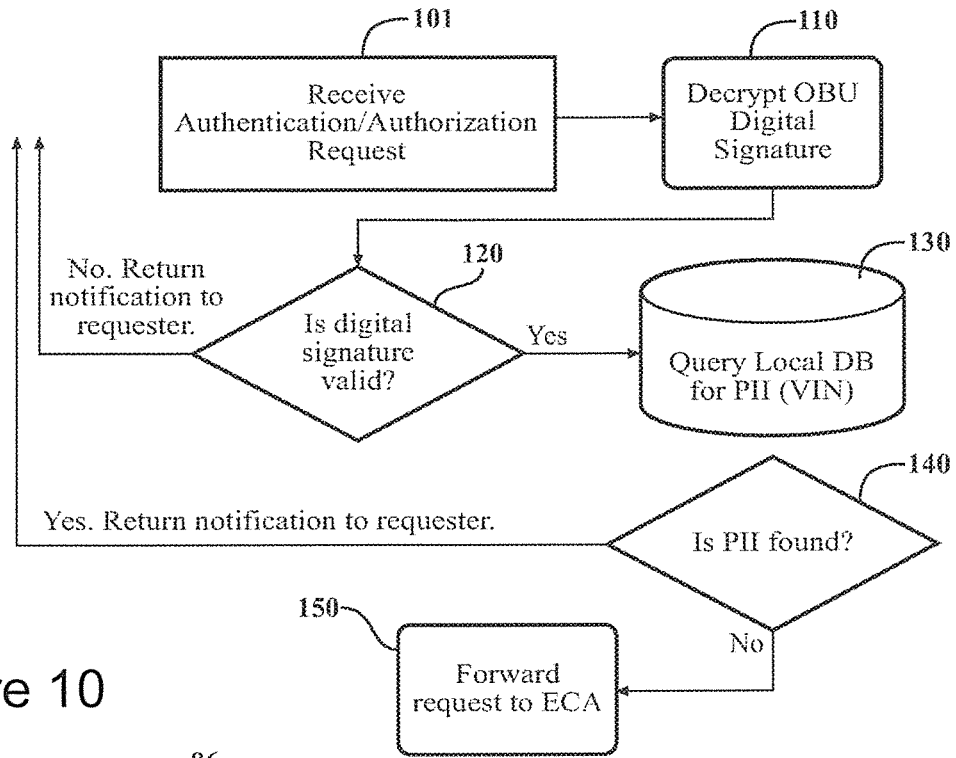 101
110
Receive
Authentication/Authorization
Request
Decrypt OBU
Digital
Signature
120
130
No. Return
notification to
requester.
Is digital
signature
valid?
Yes
Query Local DB
for PII (VIN)
140
Yes. Return notification to requester.
Is PII found?
150
No
Forward
request to ECA
10